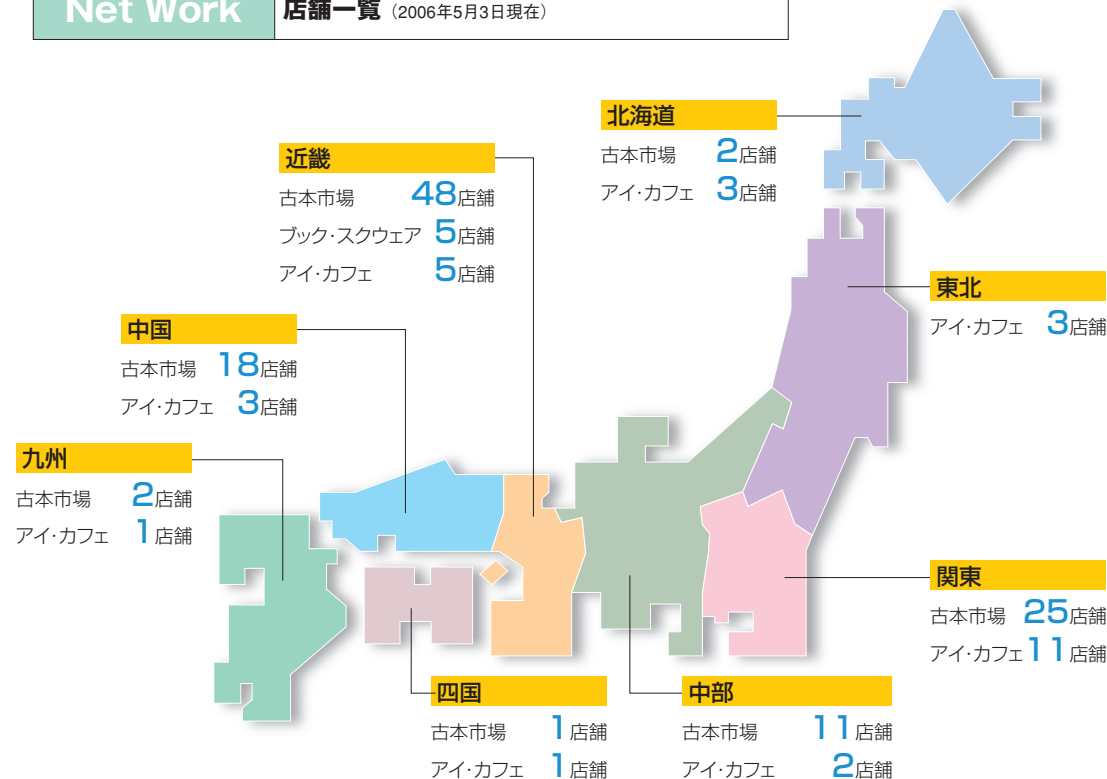 Net Work
店舗一覧（2006年5月3日現在）
北海道
古本市場 2店舗
アイ・カフェ 3店舗
近畿
古本市場 48店舗
ブック・スクウェア 5店舗
アイ・カフェ 5店舗
東北
アイ・カフェ 3店舗
中国
古本市場 18店舗
アイ・カフェ 3店舗
九州
古本市場 2店舗
アイ・カフェ 1店舗
関東
古本市場 25店舗
アイ・カフェ 11店舗
四国
古本市場 1店舗
アイ・カフェ 1店舗
中部
古本市場 11店舗
アイ・カフェ 2店舗